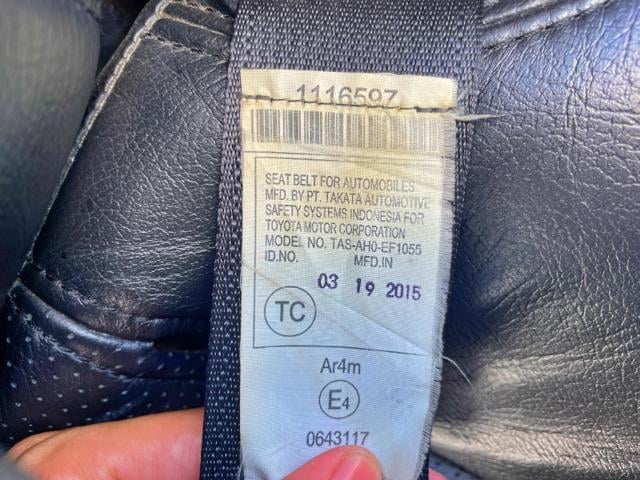 1116597
SEAT BELT FOR AUTOMOBILES
MFD. BY PT. TAKATA AUTOMOTIVE
SAFETY SYSTEMS INDONESIA FOR
TOYOTA MOTOR CORPORATION
MODEL NO. TAS-AH0-EF1055
ID.NO. MFD.IN
03 19 2015
TC
Ar4m
E4
0643117